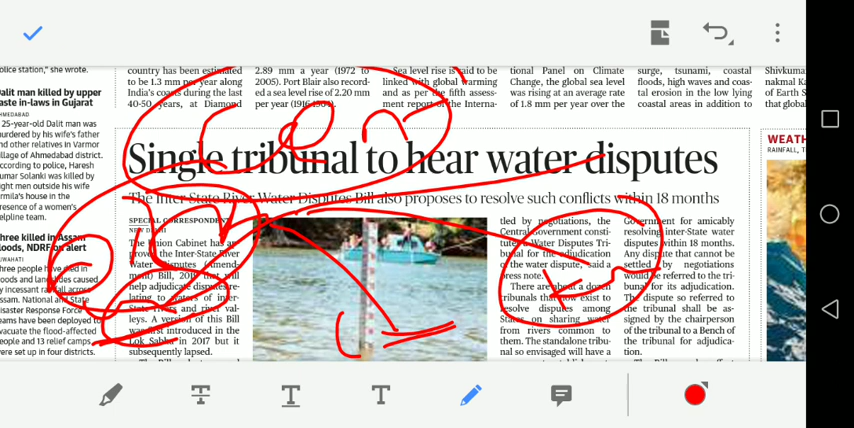 olice station," she wrote.
country has been estimated
to be 1.3 mm per year along
India's coasts during the last
40-50 years, at Diamond
2.89 mm a year (1972 to
2005). Port Blair also record-
ed a sea level rise of 2.20 mm
per year (1916-1964).
Sea level rise is said to be
linked with global warming
and as per the fifth assess-
ment report of the Interna-
tional Panel on Climate
Change, the global sea level
was rising at an average rate
of 1.8 mm per year over the
surge, tsunami, coastal
floods, high waves and coas-
tal erosion in the low lying
coastal areas in addition to
Shivkuma
nakmal Ka
of Earth S
that global
Dalit man killed by upper
aste in-laws in Gujarat
HMEDABAD
25-year-old Dalit man was
urdered by his wife's father
nd other relatives in Varmor
illage of Ahmedabad district.
ccording to police, Haresh
umar Solanki was killed by
ight men outside his wife
rmila's house in the
resence of a women's
elpline team.
hree killed in Assam
loods, NDRF on alert
UWAHATI
hree people have died in
loods and landslides caused
y incessant rainfall across
ssam. National and State
isaster Response Force
eams have been deployed to
vacuate the flood-affected
eople and 13 relief camps
ere set up in four districts.
Single tribunal to hear water disputes
The Inter-State River Water Disputes Bill also proposes to resolve such conflicts within 18 months
SPECIAL CORRESPONDENT
NEW DELHI
The Union Cabinet has ap-
proved the Inter-State River
Water Disputes (Amend-
ment) Bill, 2019 that will
help adjudicate disputes re-
lating to waters of inter-
State rivers and river val-
leys. A version of this Bill
was first introduced in the
Lok Sabha in 2017 but it
subsequently lapsed.
tled by negotiations, the
Central Government consti-
tutes a Water Disputes Tri-
bunal for the adjudication
of the water dispute," said a
press note.
There are about a dozen
tribunals that now exist to
resolve disputes among
States on sharing water
from rivers common to
them. The standalone tribu-
nal so envisaged will have a
Government for amicably
resolving inter-State water
disputes within 18 months.
Any dispute that cannot be
settled by negotiations
would be referred to the tri-
bunal for its adjudication.
The dispute so referred to
the tribunal shall be as-
signed by the chairperson
of the tribunal to a Bench of
the tribunal for adjudica-
tion.
WEATH
RAINFALL, T